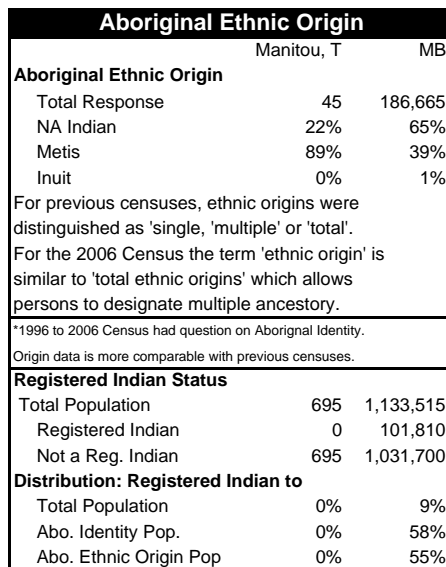 Aboriginal Ethnic Origin
Manitou, T MB
Aboriginal Ethnic Origin
Total Response 45 186,665
NA Indian 22% 65%
Metis 89% 39%
Inuit 0% 1%
For previous censuses, ethnic origins were
distinguished as 'single, 'multiple' or 'total'.
For the 2006 Census the term 'ethnic origin' is
similar to 'total ethnic origins' which allows
persons to designate multiple ancestory.
*1996 to 2006 Census had question on Aborignal Identity.
Origin data is more comparable with previous censuses.
Registered Indian Status
Total Population 695 1,133,515
Registered Indian 0 101,810
Not a Reg. Indian 695 1,031,700
Distribution: Registered Indian to
Total Population 0% 9%
Abo. Identity Pop. 0% 58%
Abo. Ethnic Origin Pop 0% 55%